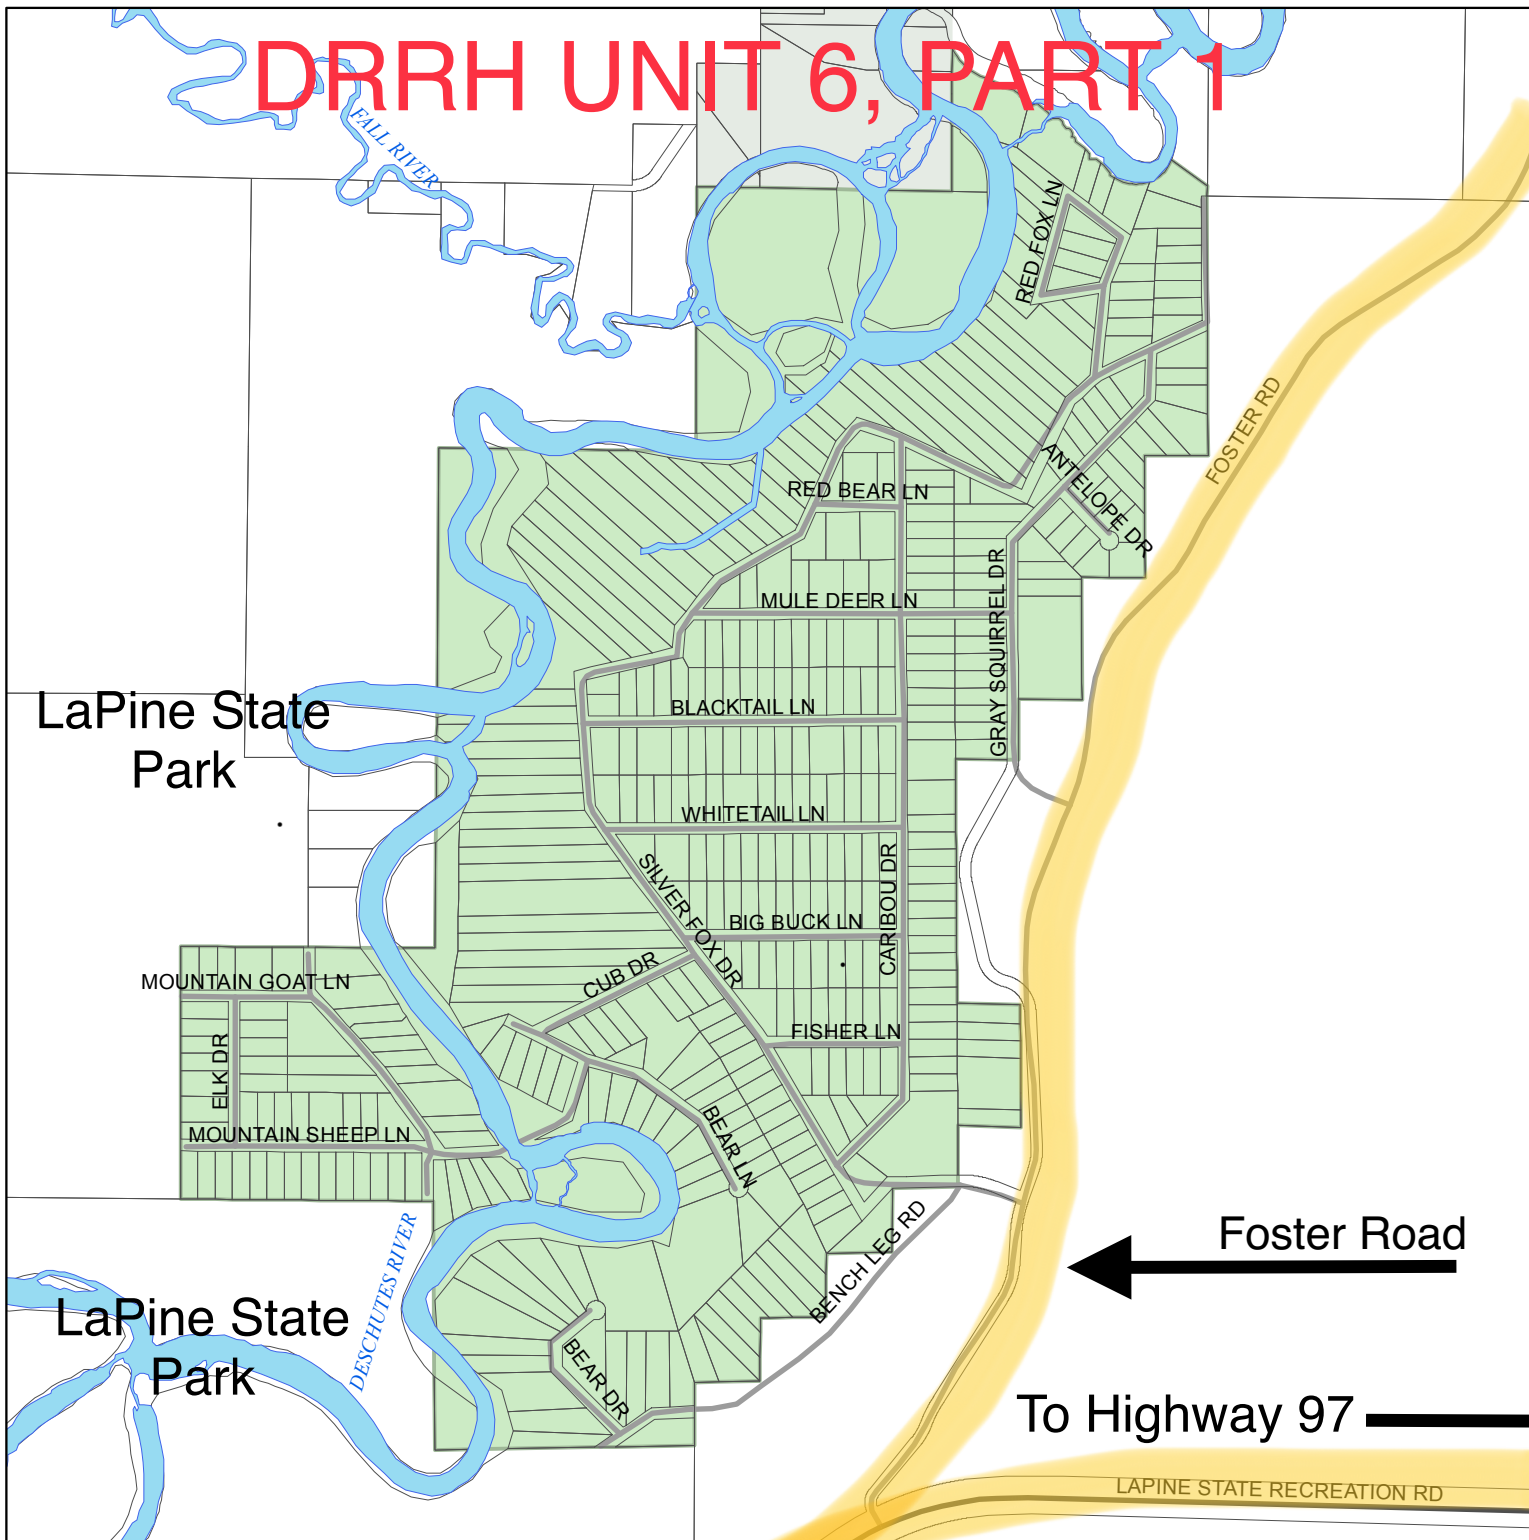 DRRH UNIT 6, PART 1
FALL RIVER
RED FOX LN
FOSTER RD
ANTELOPE DR
RED BEAR LN
MULE DEER LN
GRAY SQUIRREL DR
LaPine State
Park
BLACKTAIL LN
WHITETAIL LN
SILVER FOX DR
CARIBOU DR
BIG BUCK LN
CUB DR
MOUNTAIN GOAT LN
FISHER LN
ELK DR
MOUNTAIN SHEEP LN
BEAR LN
DESCHUTES RIVER
BENCH LEG RD
Foster Road
LaPine State
Park
BEAR DR
To Highway 97
LAPINE STATE RECREATION RD